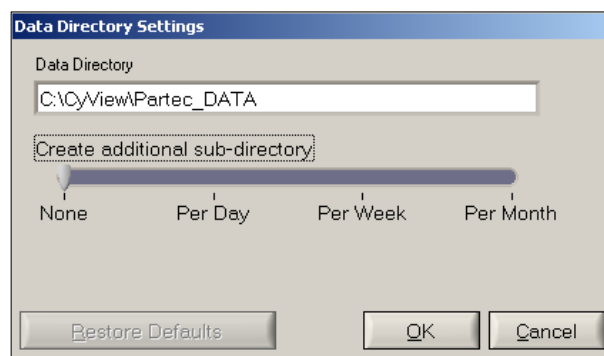 Data Directory Settings
Data Directory
C:\CyView\Partec_DATA
Create additional sub-directory
None Per Day Per Week Per Month
Restore Defaults OK Cancel